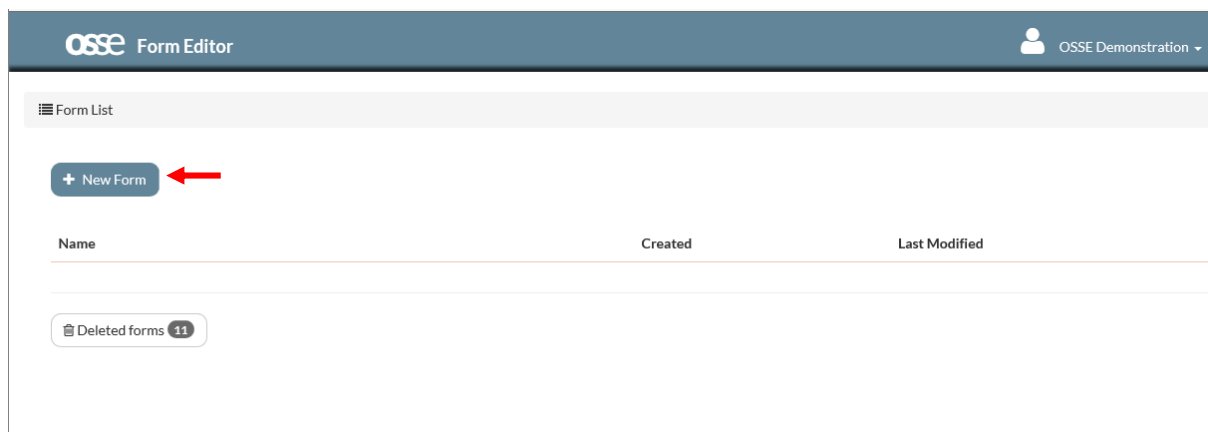 osse Form Editor
OSSE Demonstration
Form List
+ New Form
Name Created Last Modified
Deleted forms 11